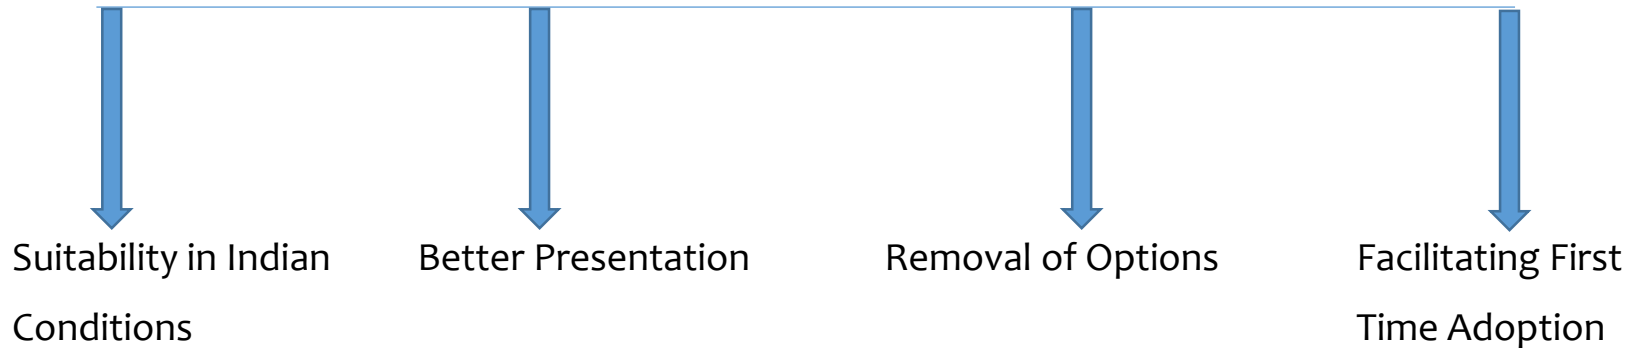 Suitability in Indian
Conditions
Better Presentation
Removal of Options
Facilitating First
Time Adoption